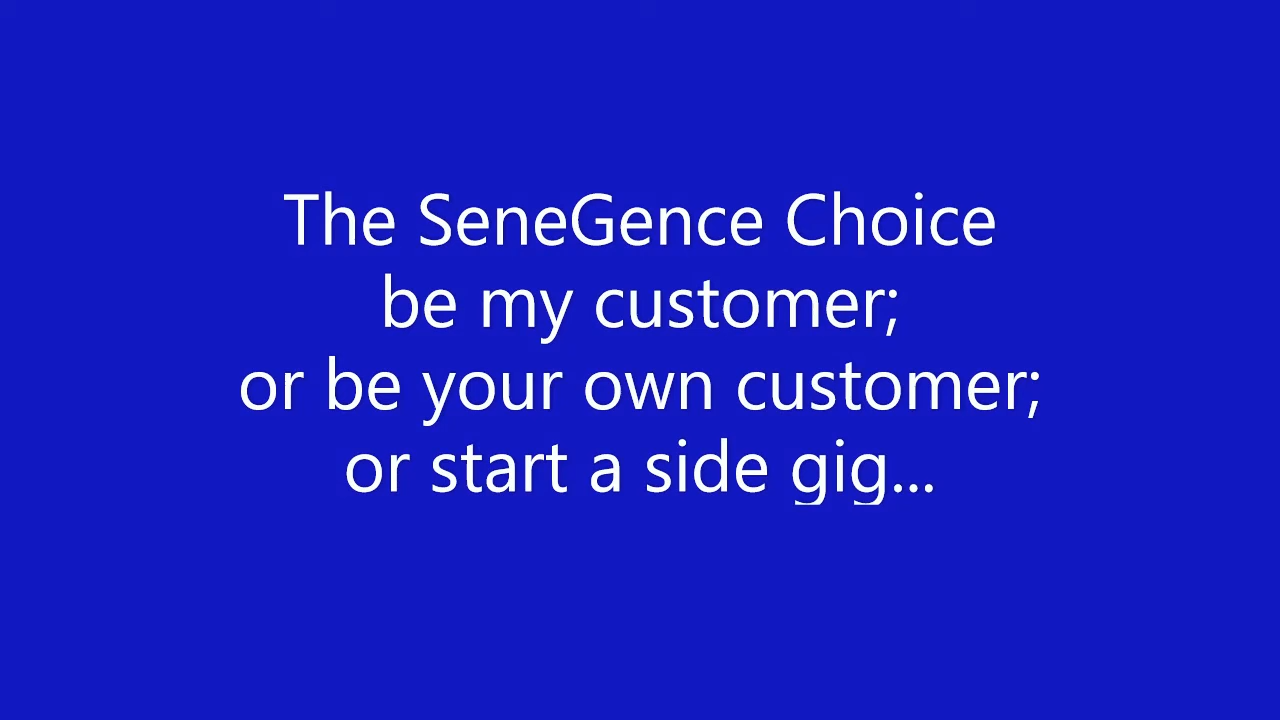 The SeneGence Choice
be my customer;
or be your own customer;
or start a side gig...